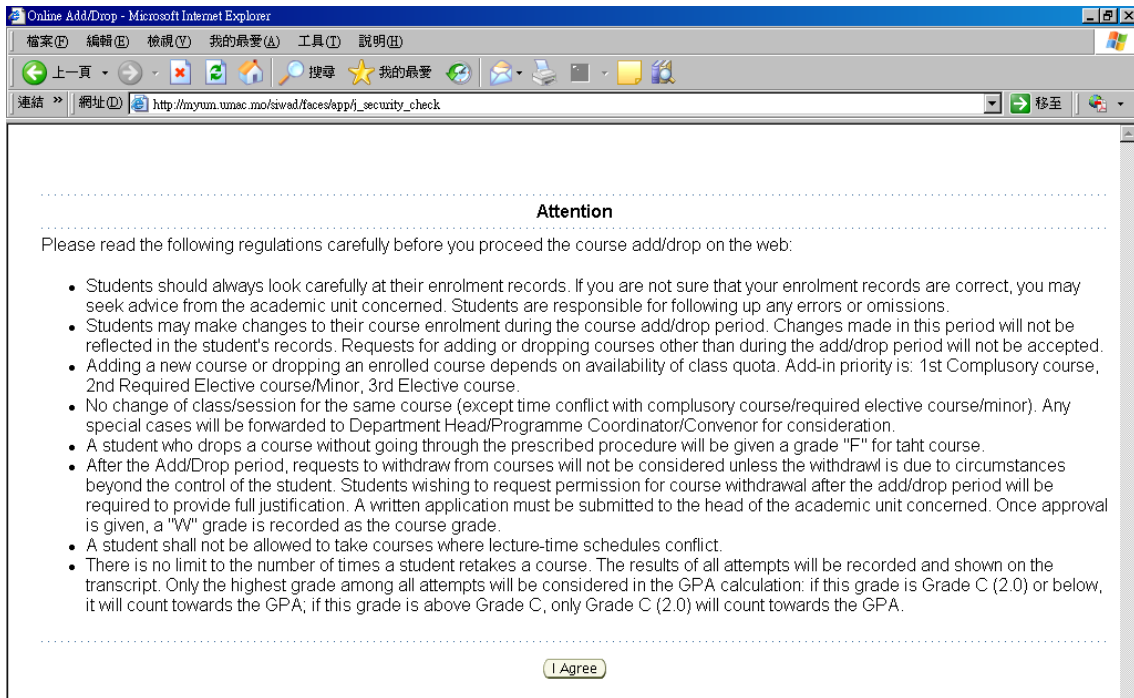 Online Add/Drop - Microsoft Internet Explorer
檔案(F) 編輯(E) 檢視(V) 我的最愛(A) 工具(T) 說明(H)
上一頁 搜尋 我的最愛
連結 » 網址(D) http://myum.umac.mo/siwad/faces/app/j_security_check 移至
Attention
Please read the following regulations carefully before you proceed the course add/drop on the web:
• Students should always look carefully at their enrolment records. If you are not sure that your enrolment records are correct, you may
seek advice from the academic unit concerned. Students are responsible for following up any errors or omissions.
• Students may make changes to their course enrolment during the course add/drop period. Changes made in this period will not be
reflected in the student's records. Requests for adding or dropping courses other than during the add/drop period will not be accepted.
• Adding a new course or dropping an enrolled course depends on availability of class quota. Add-in priority is: 1st Complusory course,
2nd Required Elective course/Minor, 3rd Elective course.
• No change of class/session for the same course (except time conflict with complusory course/required elective course/minor). Any
special cases will be forwarded to Department Head/Programme Coordinator/Convenor for consideration.
• A student who drops a course without going through the prescribed procedure will be given a grade "F" for taht course.
• After the Add/Drop period, requests to withdraw from courses will not be considered unless the withdrawl is due to circumstances
beyond the control of the student. Students wishing to request permission for course withdrawal after the add/drop period will be
required to provide full justification. A written application must be submitted to the head of the academic unit concerned. Once approval
is given, a "W" grade is recorded as the course grade.
• A student shall not be allowed to take courses where lecture-time schedules conflict.
• There is no limit to the number of times a student retakes a course. The results of all attempts will be recorded and shown on the
transcript. Only the highest grade among all attempts will be considered in the GPA calculation: if this grade is Grade C (2.0) or below,
it will count towards the GPA; if this grade is above Grade C, only Grade C (2.0) will count towards the GPA.
I Agree